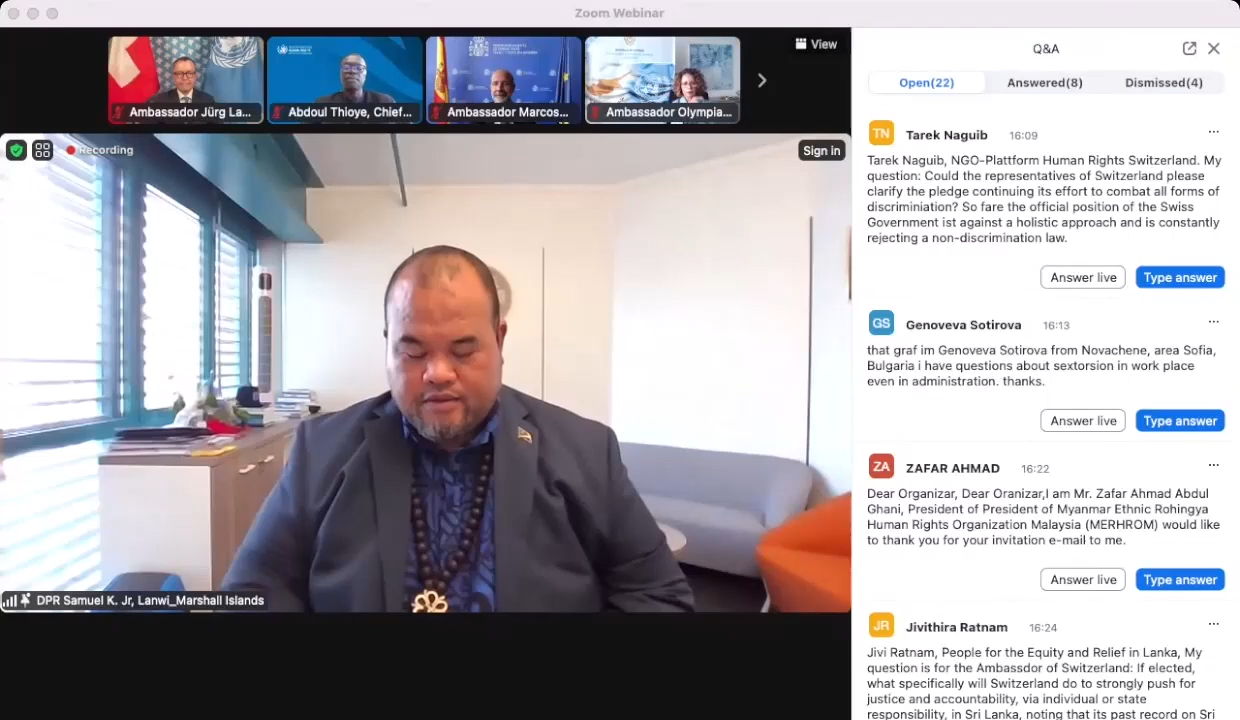 Zoom Webinar
Ambassador Jürg La...
Abdoul Thioye, Chief...
Ambassador Marcos...
Ambassador Olympia...
View
Recording
Sign in
DPR Samuel K. Jr, Lanwi_Marshall Islands
Q&A
Open(22)
Answered(8)
Dismissed(4)
TN
Tarek Naguib 16:09
Tarek Naguib, NGO-Plattform Human Rights Switzerland. My
question: Could the representatives of Switzerland please
clarify the pledge continuing its effort to combat all forms of
discriminiation? So fare the official position of the Swiss
Government ist against a holistic approach and is constantly
rejecting a non-discrimination law.
Answer live
Type answer
GS
Genoveva Sotirova 16:13
that graf im Genoveva Sotirova from Novachene, area Sofia,
Bulgaria i have questions about sextorsion in work place
even in administration. thanks.
Answer live
Type answer
ZA
ZAFAR AHMAD 16:22
Dear Organizar, Dear Oranizar,I am Mr. Zafar Ahmad Abdul
Ghani, President of President of Myanmar Ethnic Rohingya
Human Rights Organization Malaysia (MERHROM) would like
to thank you for your invitation e-mail to me.
Answer live
Type answer
JR
Jivithira Ratnam 16:24
Jivi Ratnam, People for the Equity and Relief in Lanka, My
question is for the Ambassdor of Switzerland: If elected,
what specifically will Switzerland do to strongly push for
justice and accountability, via individual or state
responsibility, in Sri Lanka, noting that its past record on Sri